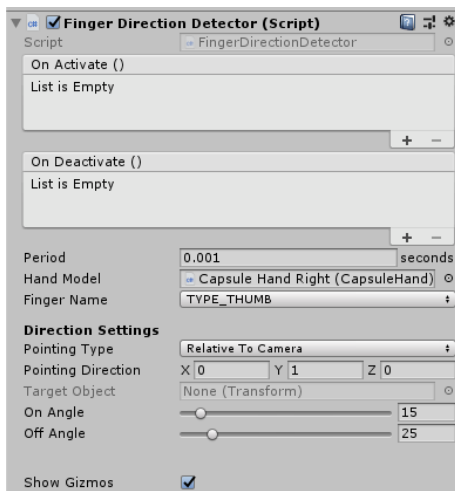 Finger Direction Detector (Script)
Script FingerDirectionDetector
On Activate ()
List is Empty
+ −
On Deactivate ()
List is Empty
+ −
Period 0.001 seconds
Hand Model Capsule Hand Right (CapsuleHand)
Finger Name TYPE_THUMB
Direction Settings
Pointing Type Relative To Camera
Pointing Direction X 0 Y 1 Z 0
Target Object None (Transform)
On Angle 15
Off Angle 25
Show Gizmos